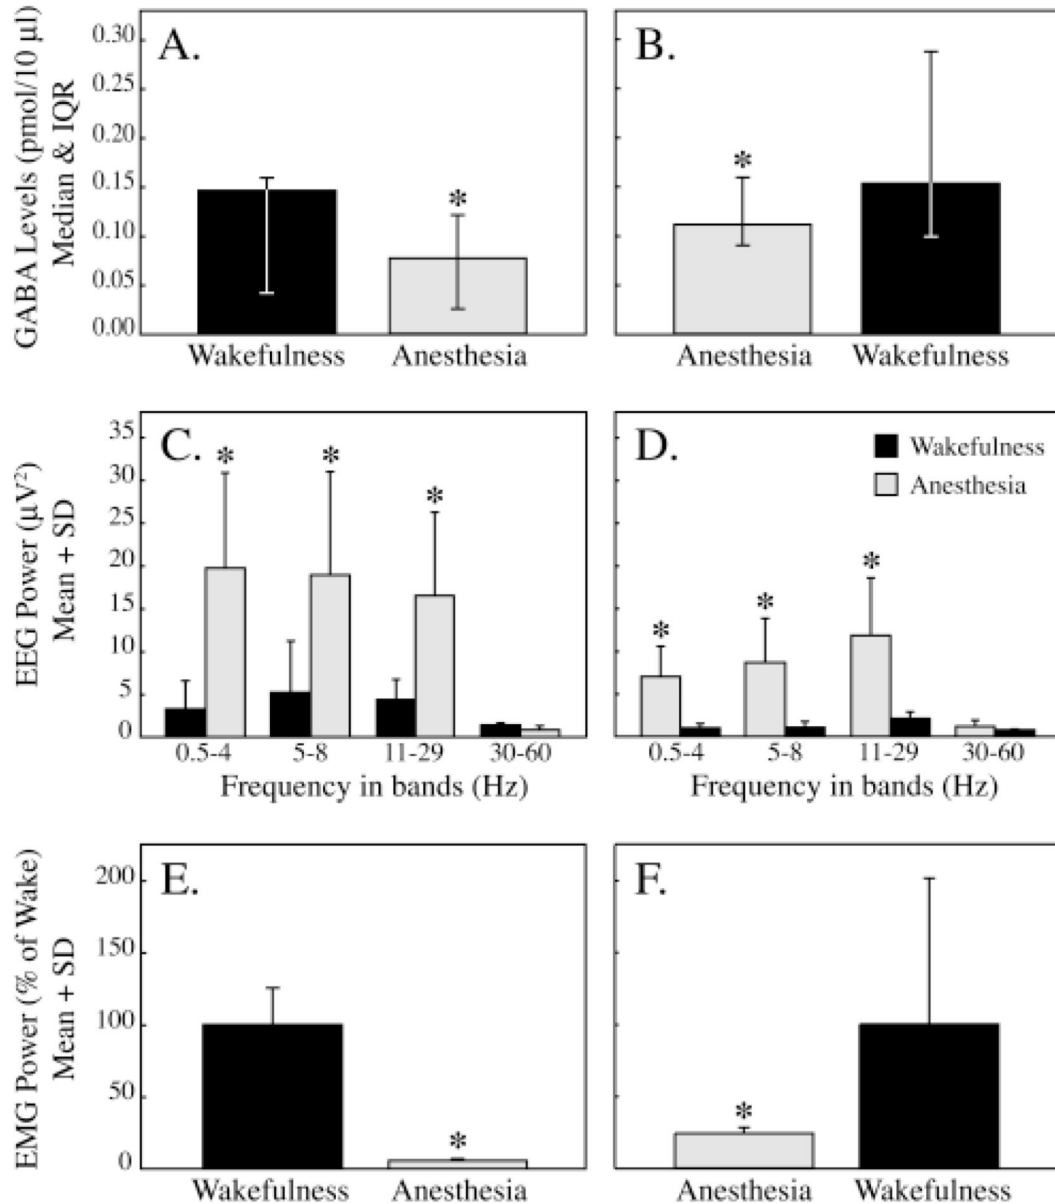 GABA Levels (pmol/10 µl)
Median & IQR
A.
0.30
0.25
0.20
0.15
0.10
0.05
0.00
*
Wakefulness Anesthesia
B.
*
Anesthesia Wakefulness
EEG Power (µV²)
Mean + SD
C.
35
30
25
20
15
10
5
0
* * *
0.5-4 5-8 11-29 30-60
Frequency in bands (Hz)
D.
Wakefulness
Anesthesia
* * *
0.5-4 5-8 11-29 30-60
Frequency in bands (Hz)
EMG Power (% of Wake)
Mean + SD
E.
200
150
100
50
0
*
Wakefulness Anesthesia
F.
*
Anesthesia Wakefulness